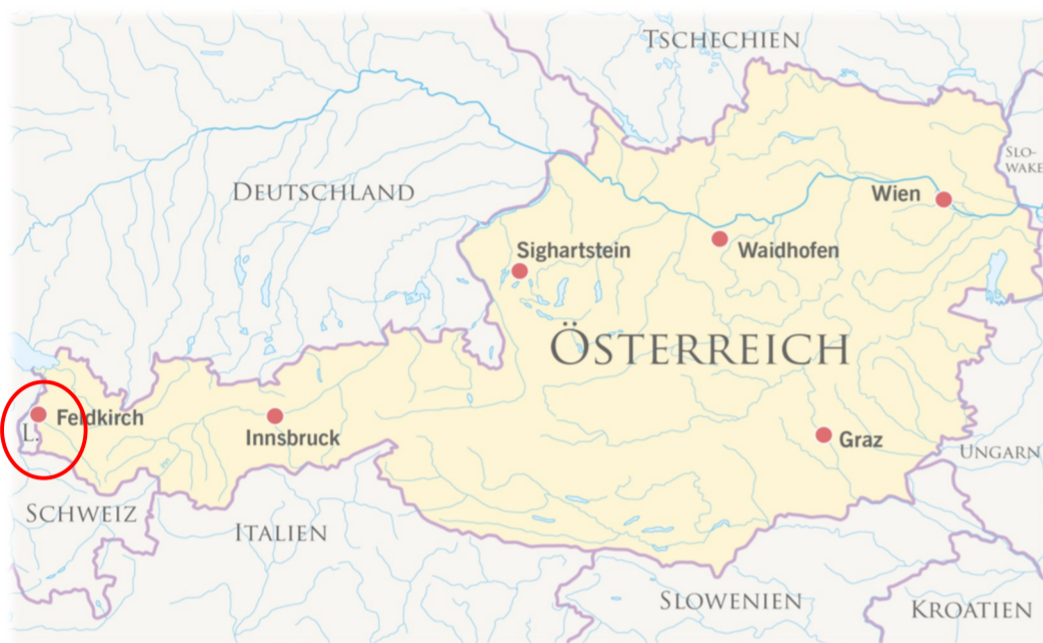 TSCHECHIEN
SLO-
WAKE
DEUTSCHLAND
Wien
Sighartstein
Waidhofen
ÖSTERREICH
Feldkirch
L.
Innsbruck
Graz
UNGARN
SCHWEIZ
ITALIEN
SLOWENIEN
KROATIEN